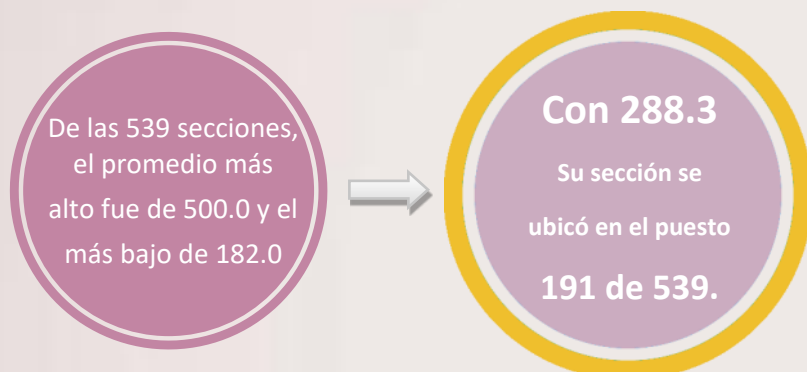 De las 539 secciones,
el promedio más
alto fue de 500.0 y el
más bajo de 182.0
Con 288.3
Su sección se
ubicó en el puesto
191 de 539.